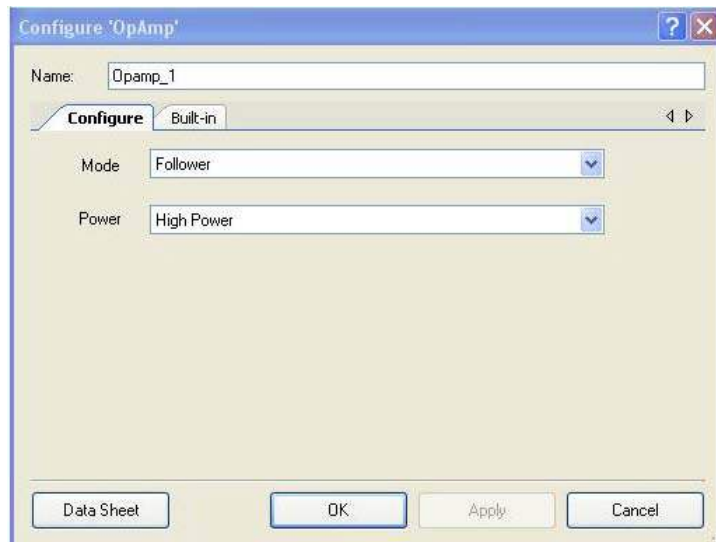 Configure 'OpAmp'
Name: Opamp_1
Configure Built-in
Mode Follower
Power High Power
Data Sheet OK Apply Cancel